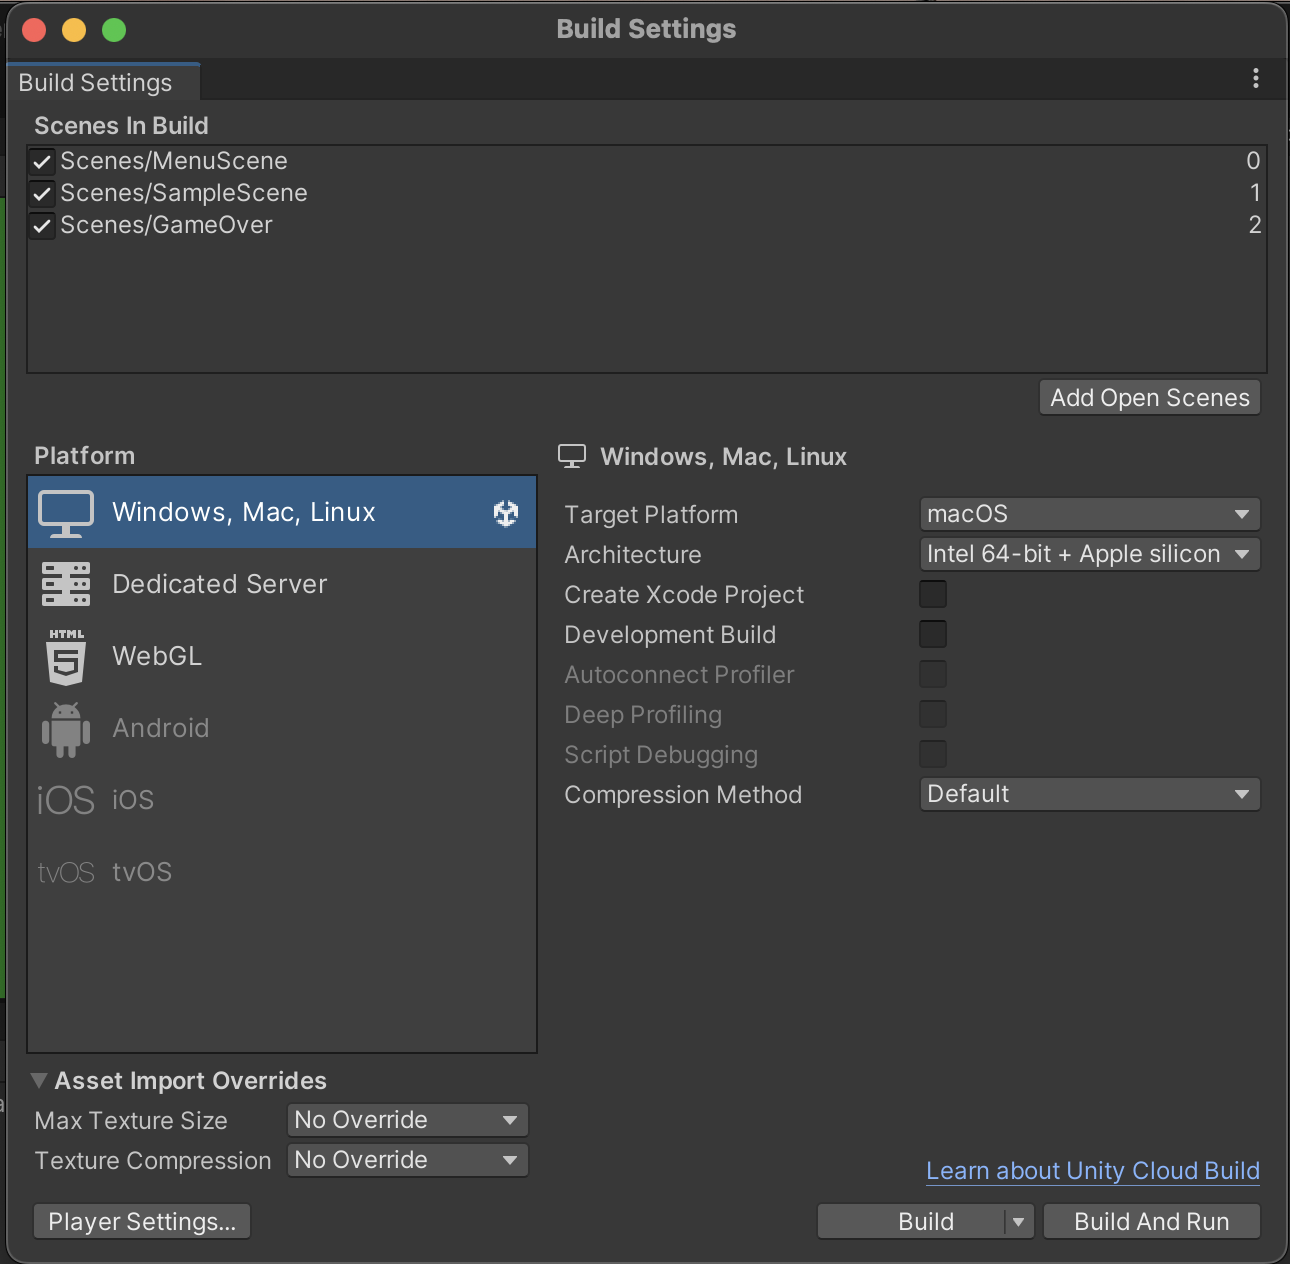 Build Settings
Build Settings
Scenes In Build
Scenes/MenuScene 0
Scenes/SampleScene 1
Scenes/GameOver 2
Add Open Scenes
Platform
Windows, Mac, Linux
Dedicated Server
HTML 5 WebGL
Android
iOS iOS
tvOS tvOS
Windows, Mac, Linux
Target Platform macOS
Architecture Intel 64-bit + Apple silicon
Create Xcode Project
Development Build
Autoconnect Profiler
Deep Profiling
Script Debugging
Compression Method Default
Asset Import Overrides
Max Texture Size No Override
Texture Compression No Override
Learn about Unity Cloud Build
Player Settings... Build Build And Run